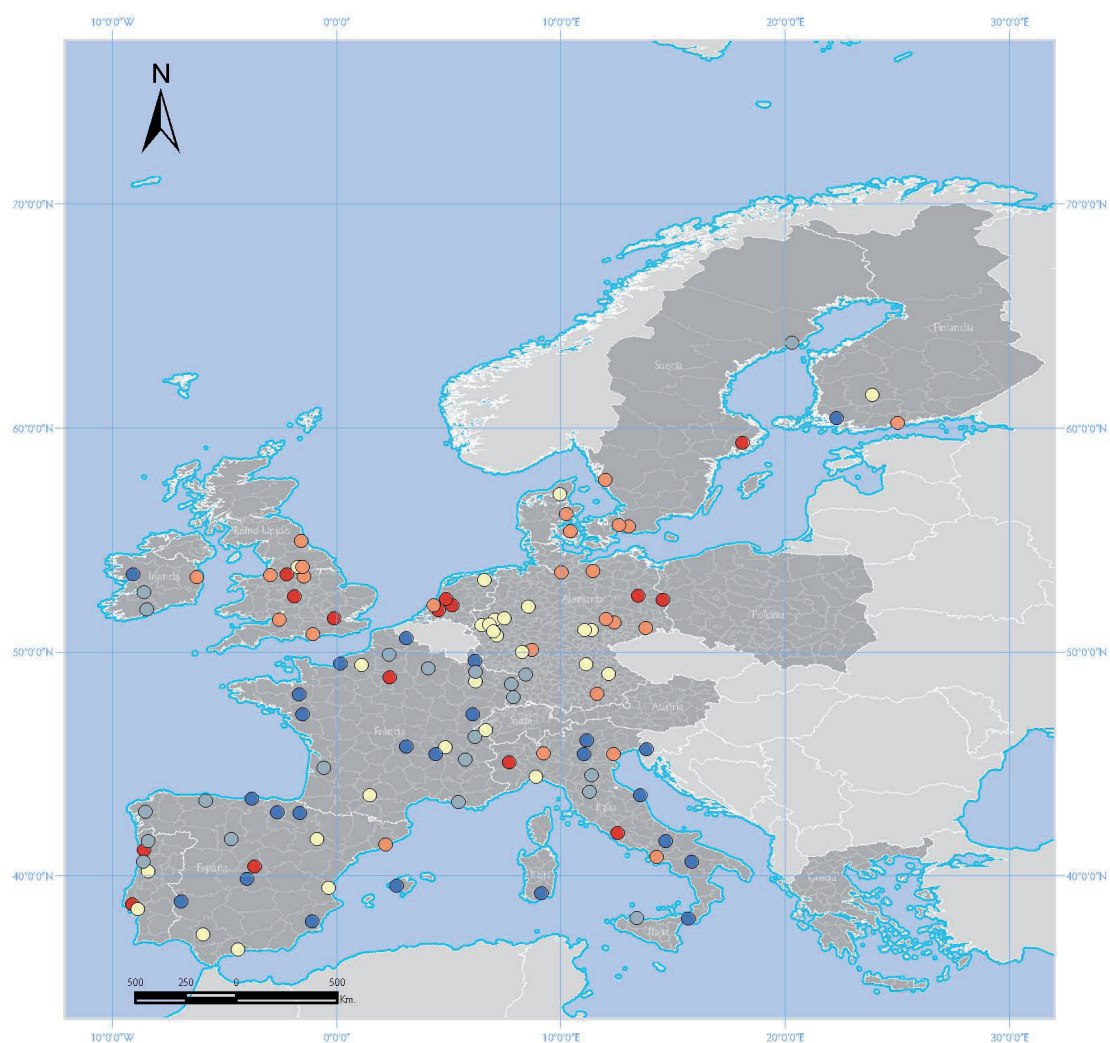 10°0'0"W 0°0'0" 10°0'0"E 20°0'0"E 30°0'0"E
N
70°0'0"N 70°0'0"N
Finlandia
Suecia
60°0'0"N 60°0'0"N
Reino Unido
Irlanda
Alemania
Polonia
50°0'0"N 50°0'0"N
Austria
Suiza
Francia
Italia
España
Italia
Grecia
40°0'0"N 40°0'0"N
Italia
500 250 0 500
Km.
10°0'0"W 0°0'0" 10°0'0"E 20°0'0"E 30°0'0"E